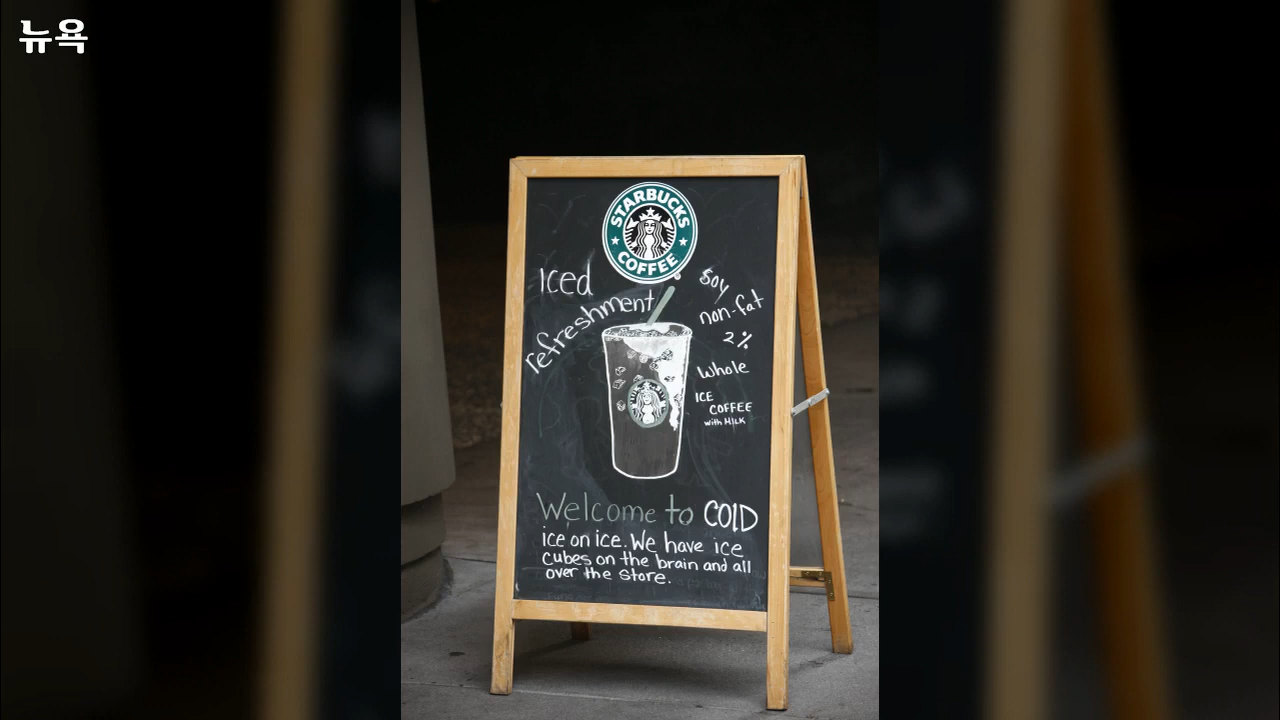 뉴욕
STARBUCKS
COFFEE
Iced
refreshment
Soy
non-fat
2%
Whole
ICE
COFFEE
with MILK
Welcome to COLD
ice on ice. We have ice
cubes on the brain and all
over the store.